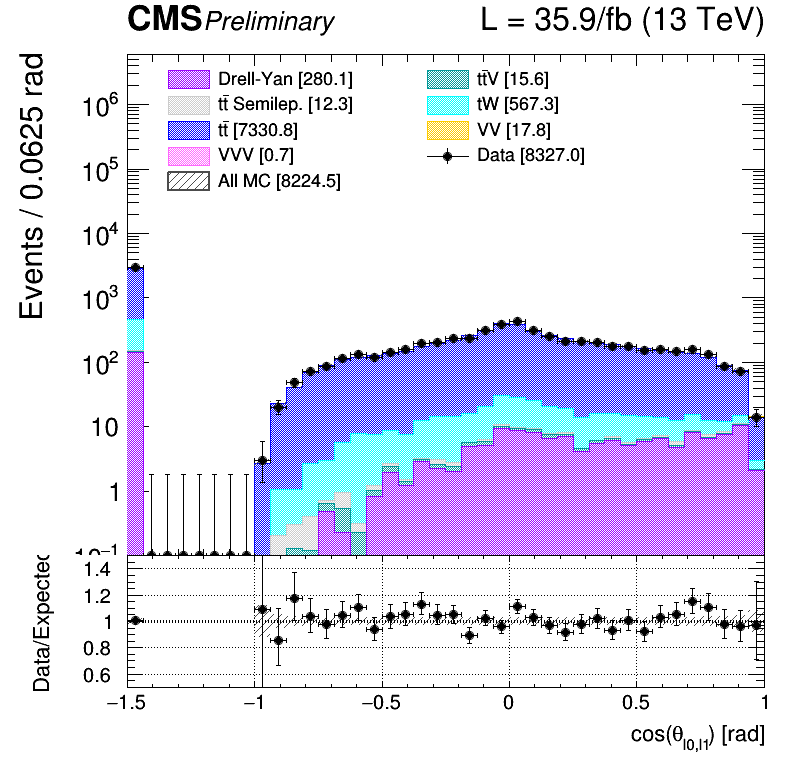 CMS Preliminary L = 35.9/fb (13 TeV)
Drell-Yan [280.1]
tt̄ Semilep. [12.3]
tt̄ [7330.8]
VVV [0.7]
All MC [8224.5]
tt̄V [15.6]
tW [567.3]
VV [17.8]
Data [8327.0]
Events / 0.0625 rad
10⁶
10⁵
10⁴
10³
10²
10
1
10⁻¹
Data/Expected
1.4
1.2
1
0.8
0.6
−1.5 −1 −0.5 0 0.5 1
cos(θ_l0,l1) [rad]